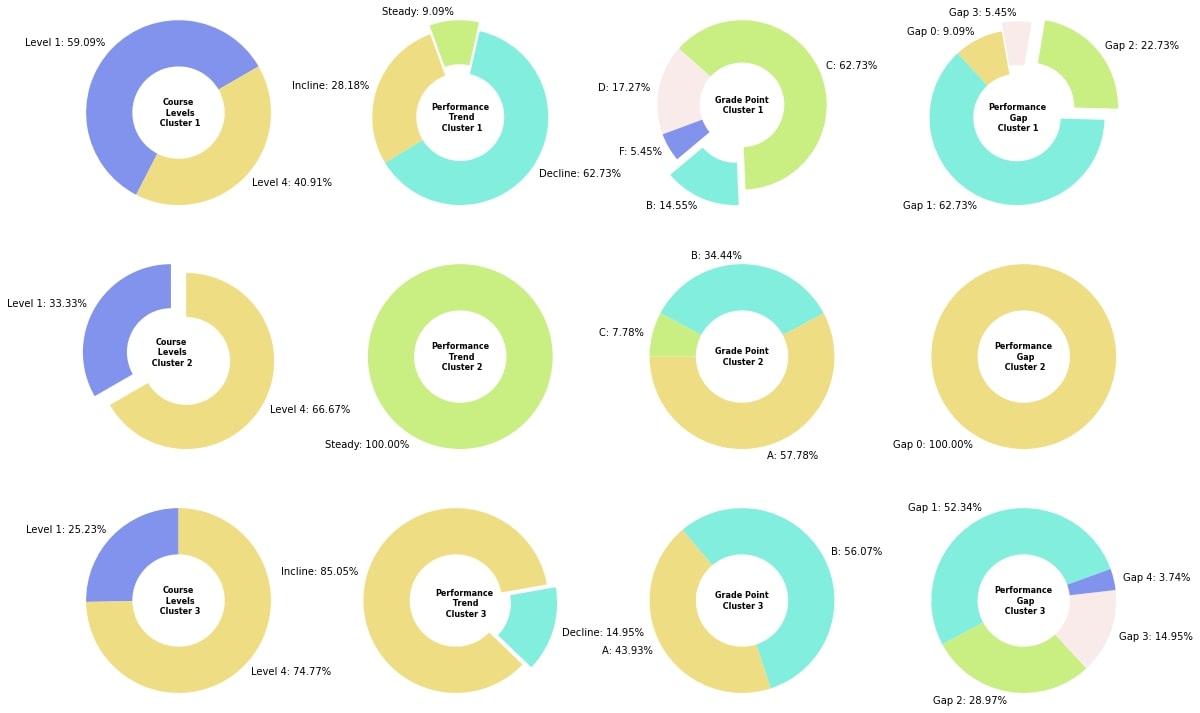 Level 1: 59.09%
Course
Levels
Cluster 1
Level 4: 40.91%
Steady: 9.09%
Incline: 28.18%
Performance
Trend
Cluster 1
Decline: 62.73%
C: 62.73%
D: 17.27%
Grade Point
Cluster 1
F: 5.45%
B: 14.55%
Gap 3: 5.45%
Gap 0: 9.09%
Gap 2: 22.73%
Performance
Gap
Cluster 1
Gap 1: 62.73%
Level 1: 33.33%
Course
Levels
Cluster 2
Level 4: 66.67%
Performance
Trend
Cluster 2
Steady: 100.00%
B: 34.44%
C: 7.78%
Grade Point
Cluster 2
A: 57.78%
Performance
Gap
Cluster 2
Gap 0: 100.00%
Level 1: 25.23%
Course
Levels
Cluster 3
Level 4: 74.77%
Incline: 85.05%
Performance
Trend
Cluster 3
Decline: 14.95%
B: 56.07%
Grade Point
Cluster 3
A: 43.93%
Gap 1: 52.34%
Gap 4: 3.74%
Performance
Gap
Cluster 3
Gap 3: 14.95%
Gap 2: 28.97%